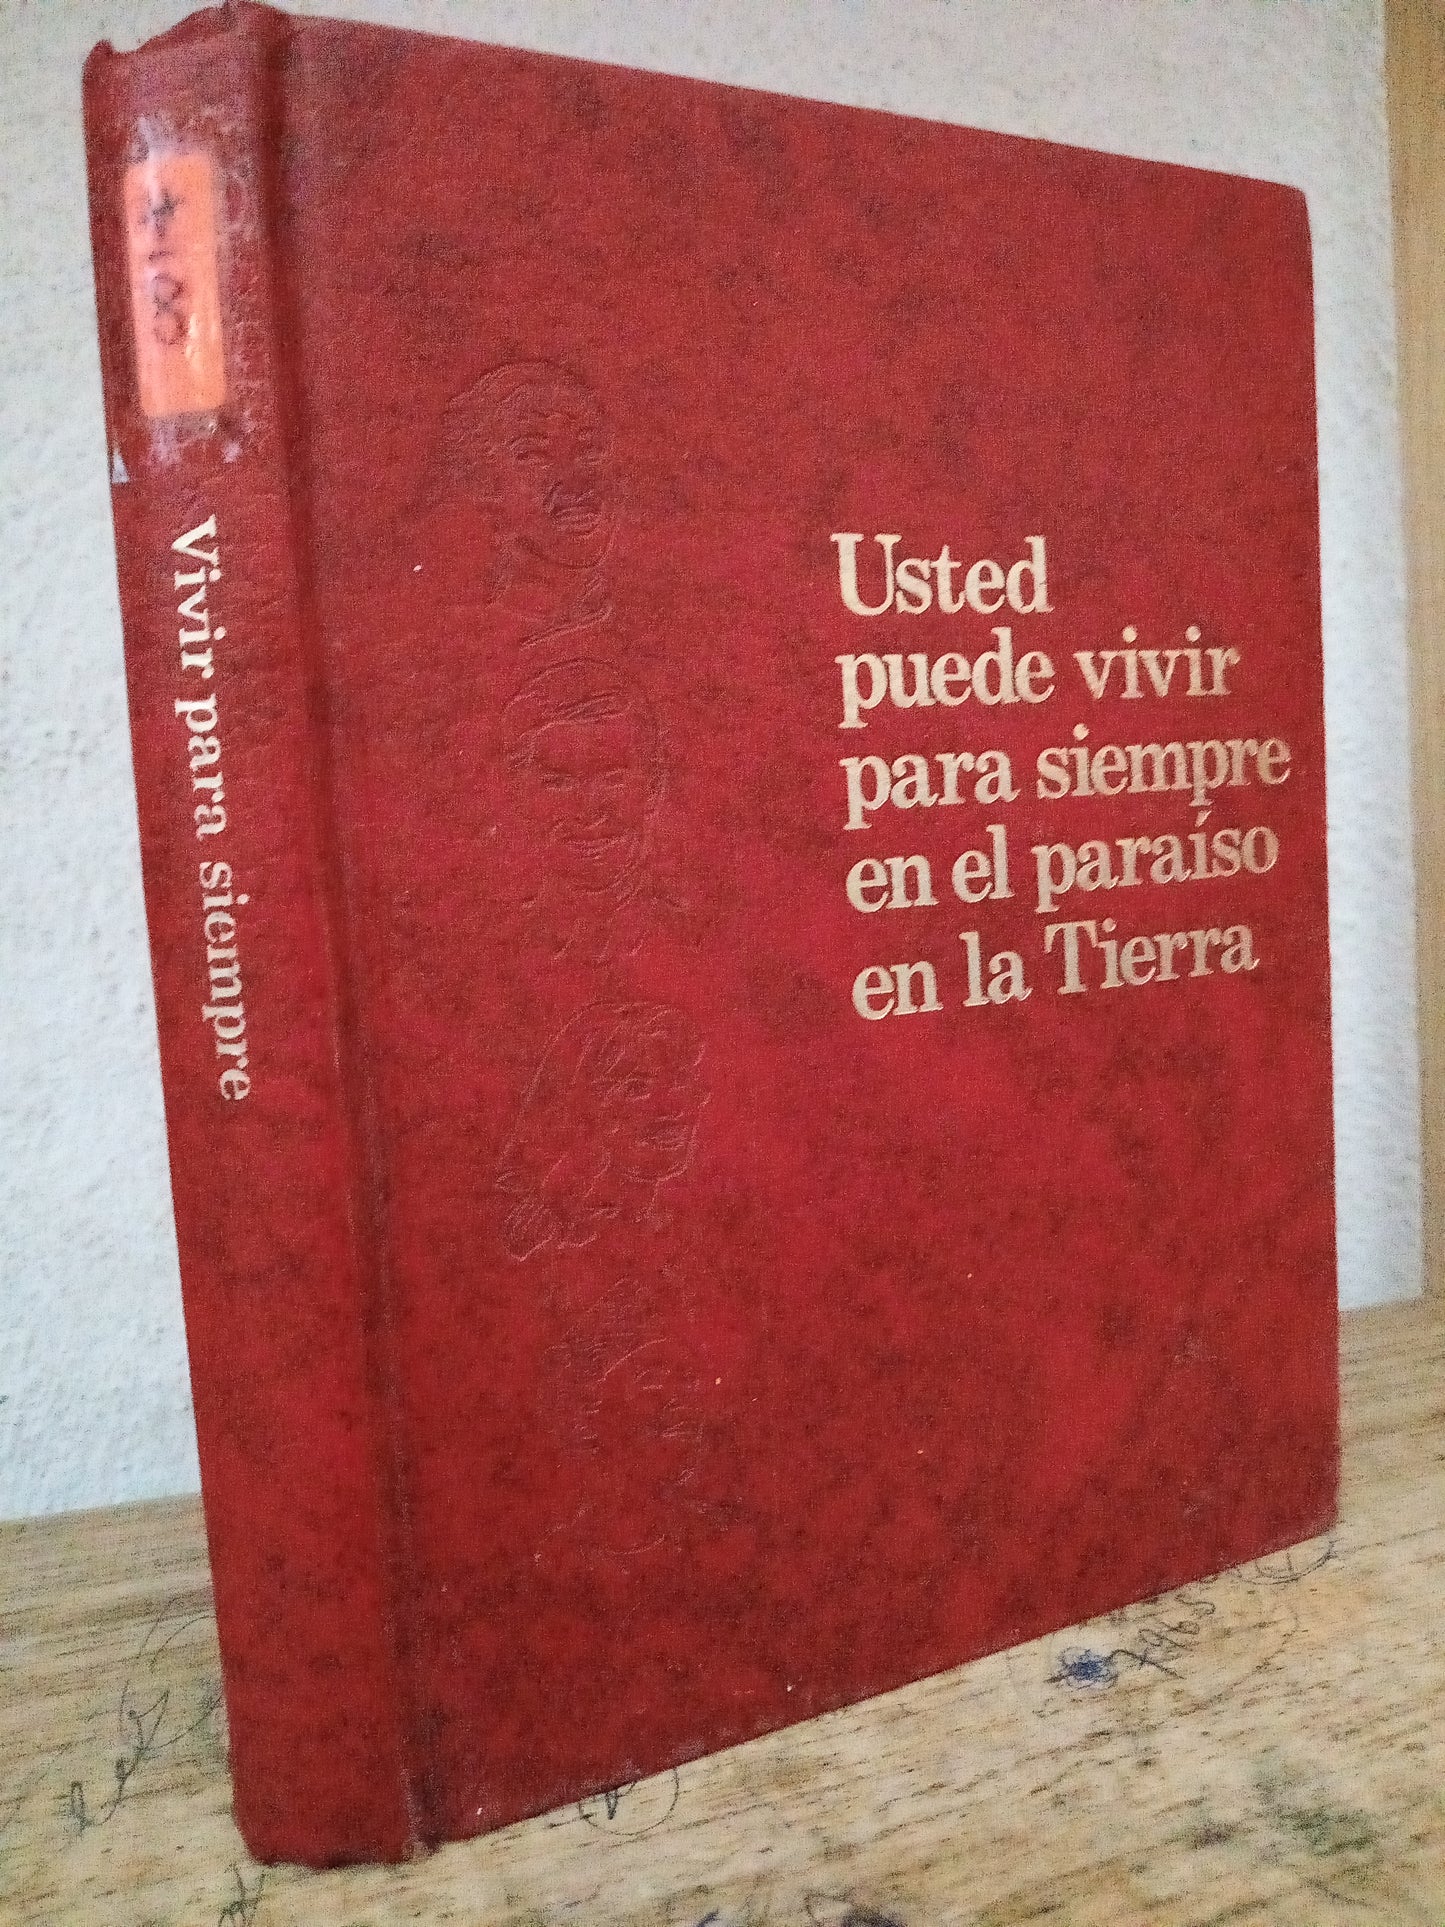 Usted
puede vivir
para siempre
en el paraíso
en la Tierra
Vivir para siempre